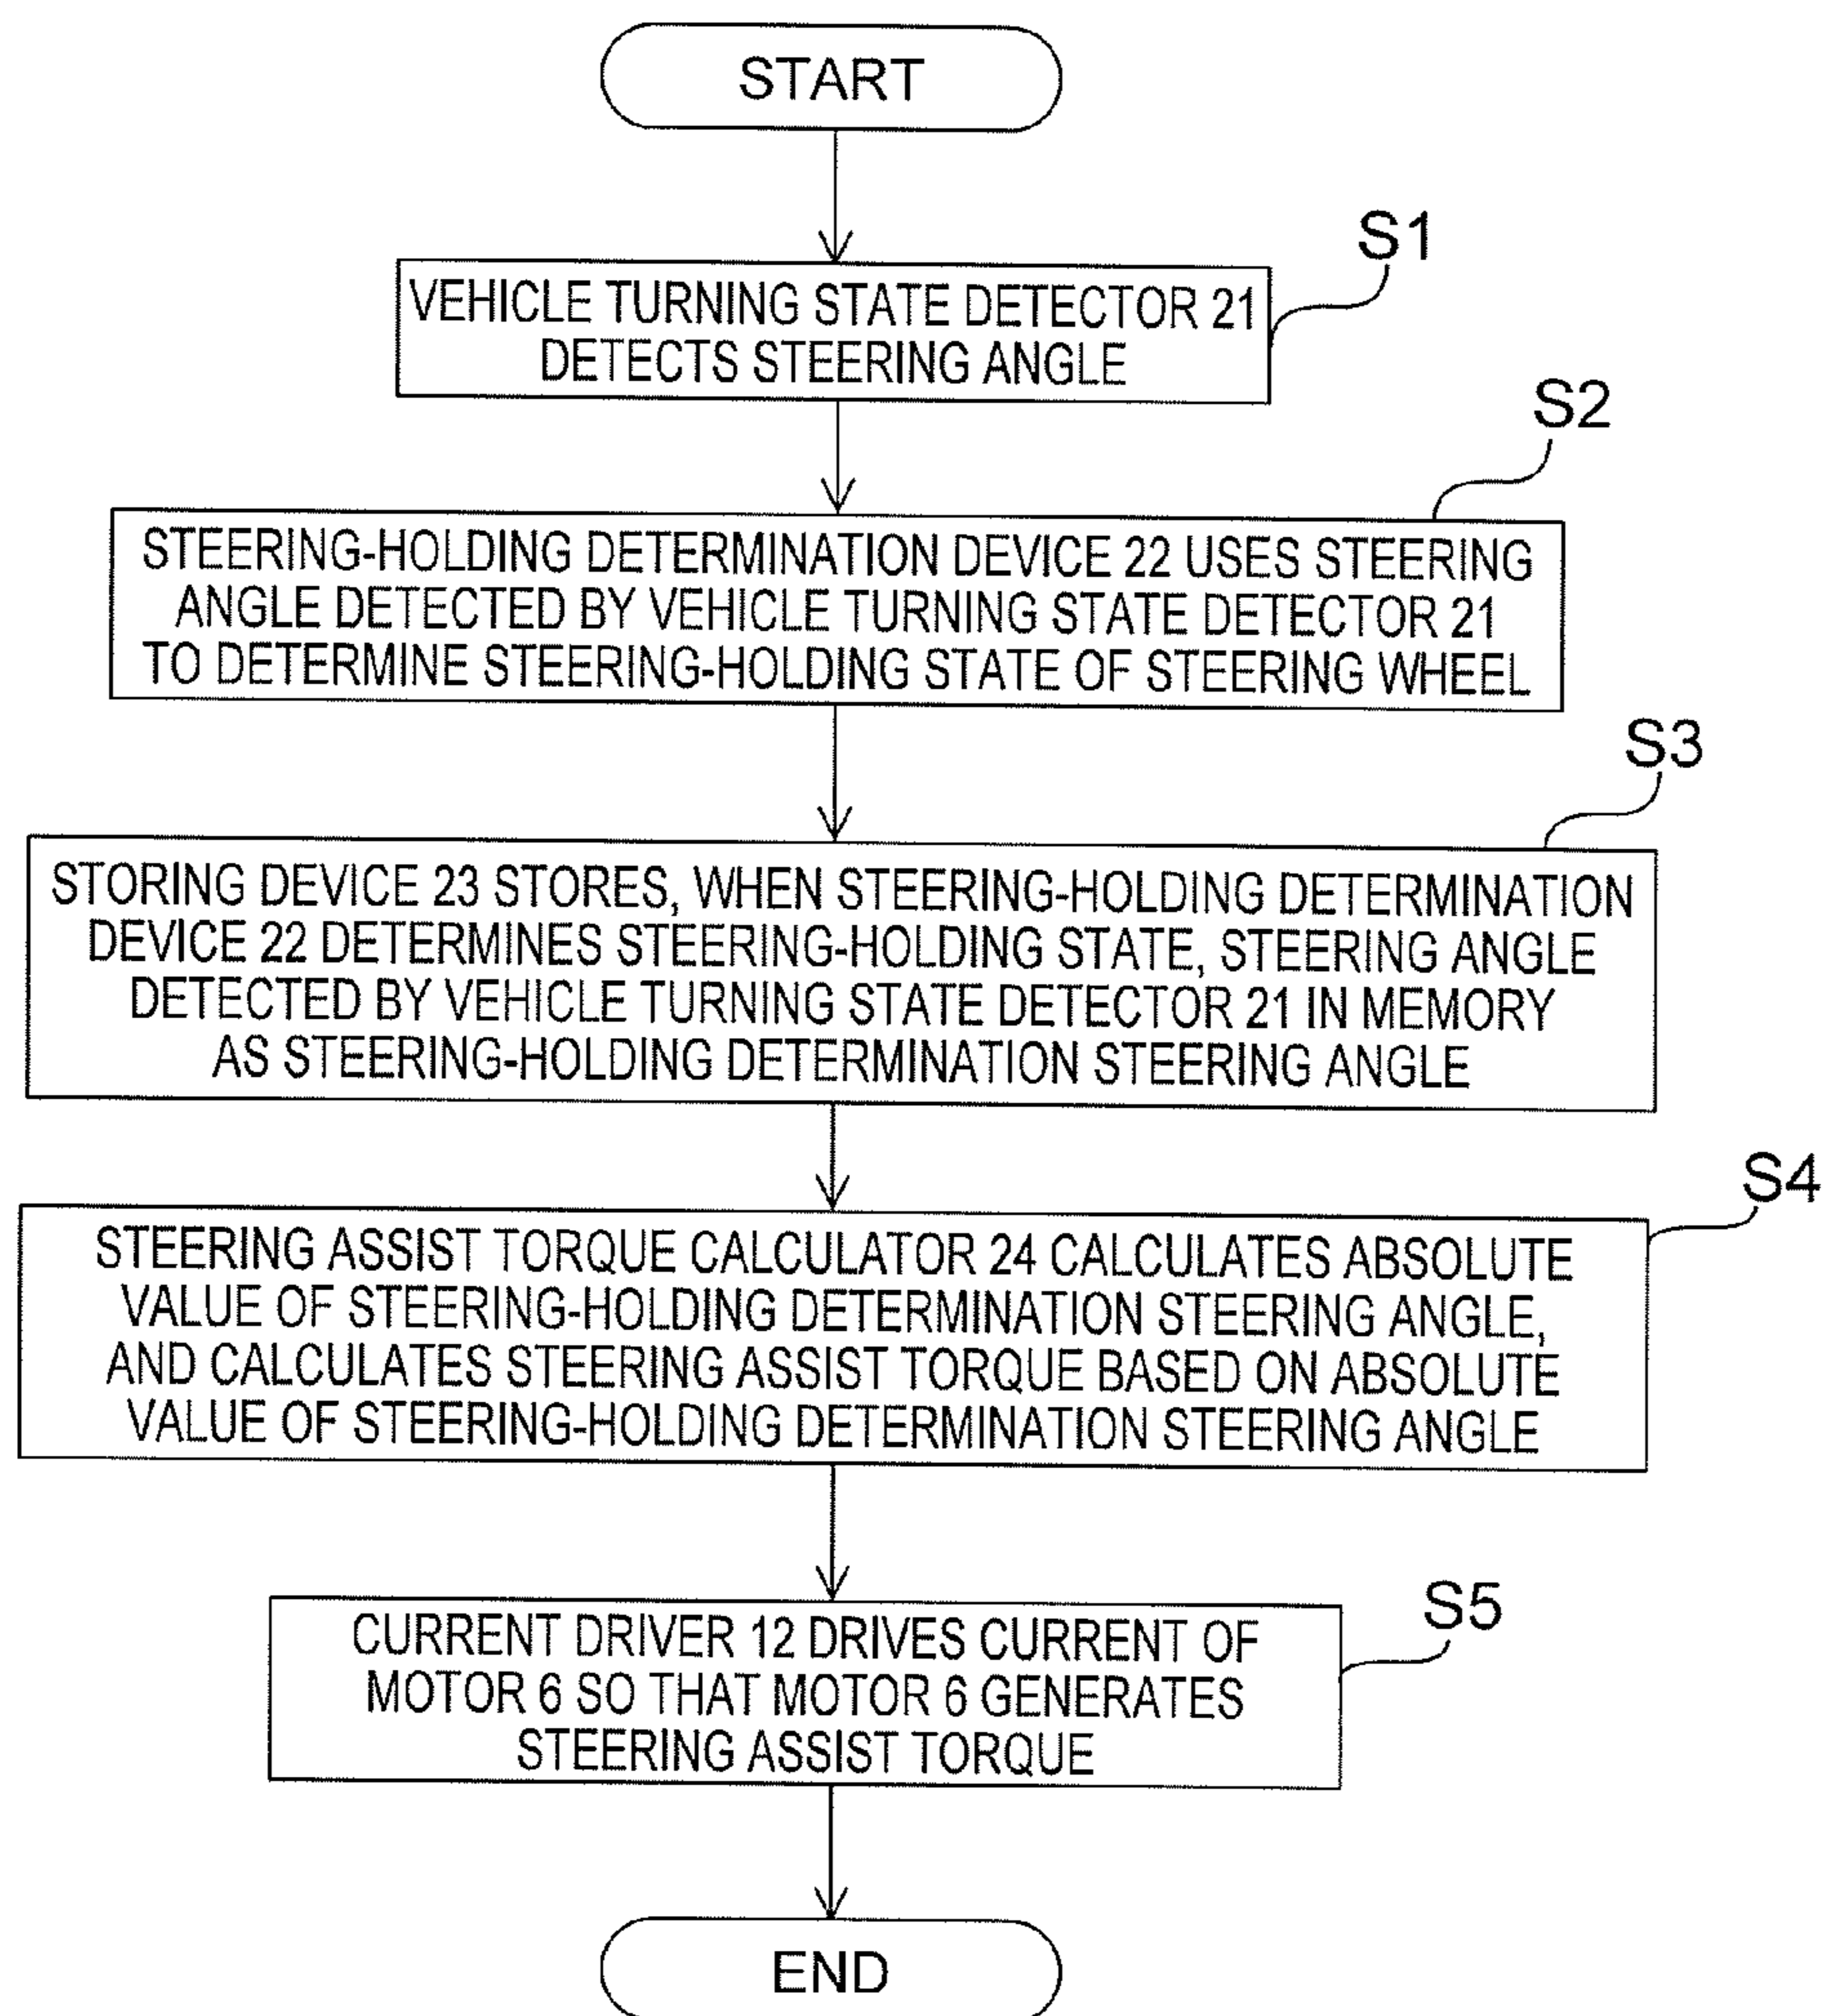 START
S1
VEHICLE TURNING STATE DETECTOR 21
DETECTS STEERING ANGLE
S2
STEERING-HOLDING DETERMINATION DEVICE 22 USES STEERING
ANGLE DETECTED BY VEHICLE TURNING STATE DETECTOR 21
TO DETERMINE STEERING-HOLDING STATE OF STEERING WHEEL
S3
STORING DEVICE 23 STORES, WHEN STEERING-HOLDING DETERMINATION
DEVICE 22 DETERMINES STEERING-HOLDING STATE, STEERING ANGLE
DETECTED BY VEHICLE TURNING STATE DETECTOR 21 IN MEMORY
AS STEERING-HOLDING DETERMINATION STEERING ANGLE
S4
STEERING ASSIST TORQUE CALCULATOR 24 CALCULATES ABSOLUTE
VALUE OF STEERING-HOLDING DETERMINATION STEERING ANGLE,
AND CALCULATES STEERING ASSIST TORQUE BASED ON ABSOLUTE
VALUE OF STEERING-HOLDING DETERMINATION STEERING ANGLE
S5
CURRENT DRIVER 12 DRIVES CURRENT OF
MOTOR 6 SO THAT MOTOR 6 GENERATES
STEERING ASSIST TORQUE
END